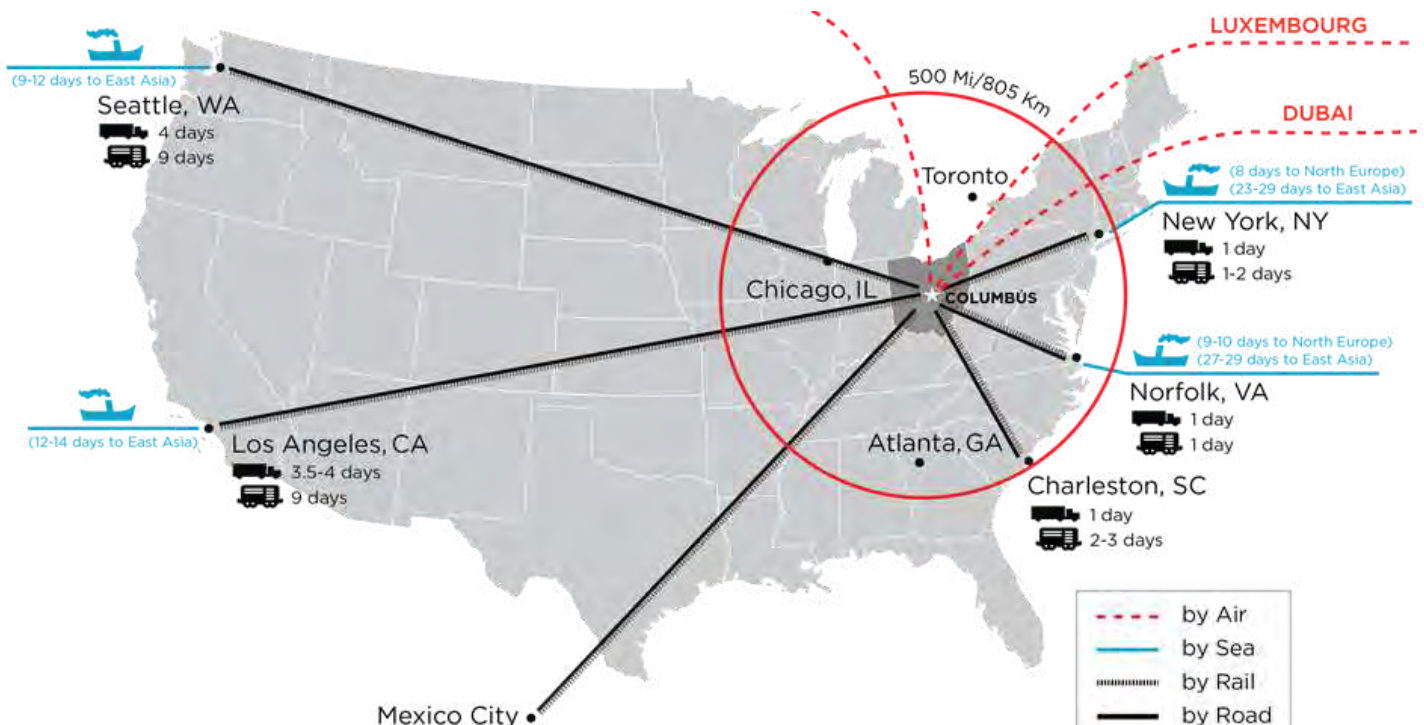 LUXEMBOURG
500 Mi/805 Km
(9-12 days to East Asia)
Seattle, WA
4 days
9 days
DUBAI
Toronto
(8 days to North Europe)
(23-29 days to East Asia)
New York, NY
1 day
1-2 days
Chicago, IL
COLUMBUS
(9-10 days to North Europe)
(27-29 days to East Asia)
Norfolk, VA
1 day
1 day
(12-14 days to East Asia)
Los Angeles, CA
3.5-4 days
9 days
Atlanta, GA
Charleston, SC
1 day
2-3 days
Mexico City
by Air
by Sea
by Rail
by Road